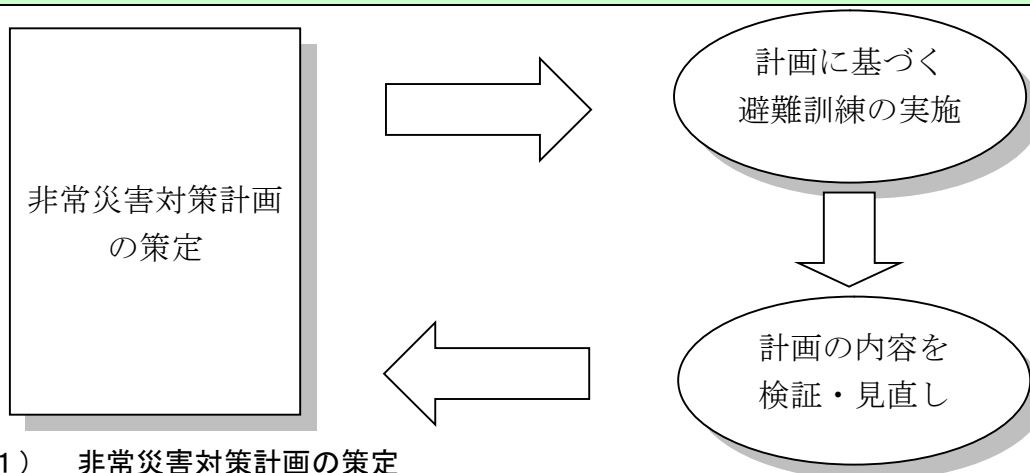 非常災害対策計画
の策定
計画に基づく
避難訓練の実施
計画の内容を
検証・見直し
1） 非常災害対策計画の策定